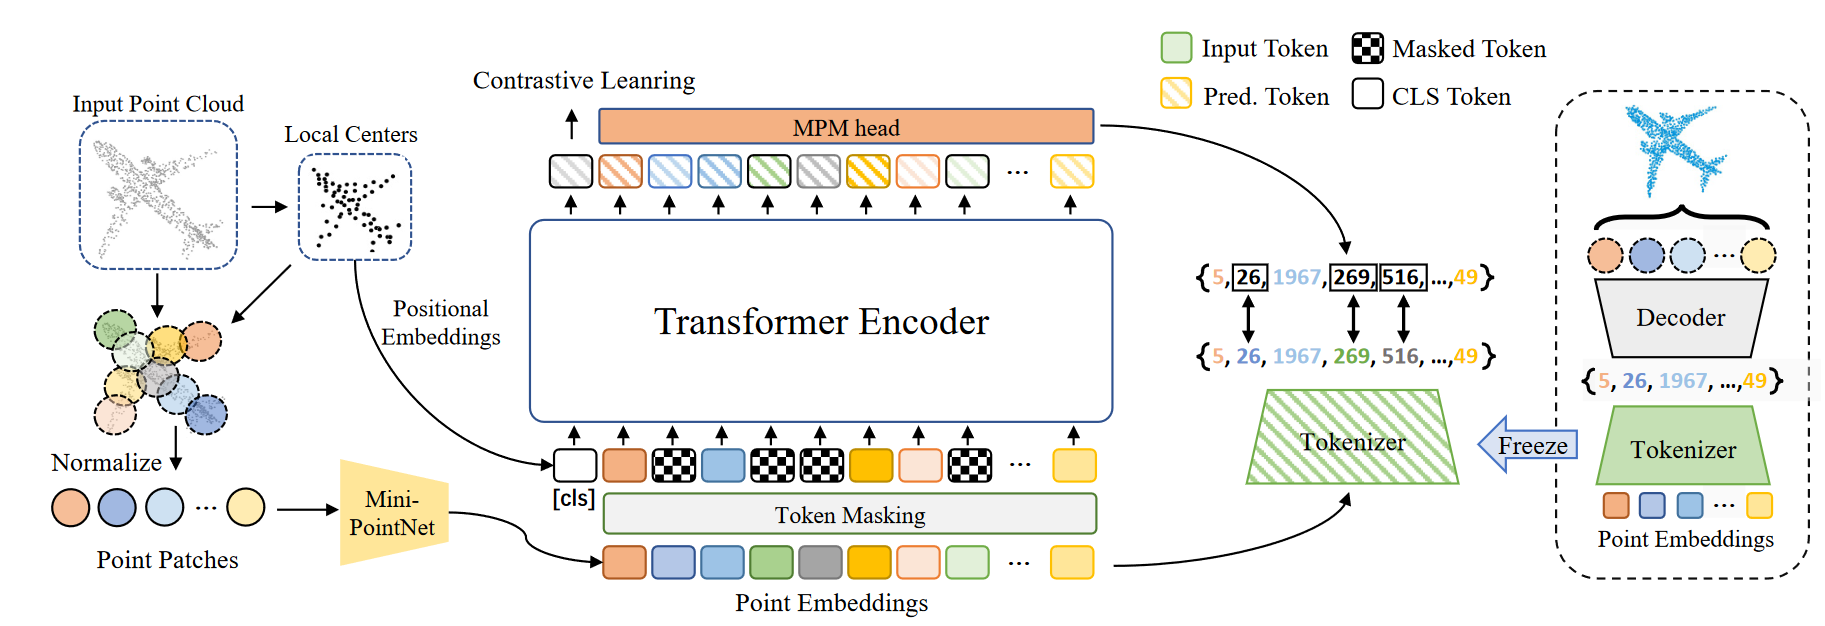 Input Token
Masked Token
Pred. Token
CLS Token
Contrastive Leanring
Input Point Cloud
Local Centers
MPM head
...
Positional
Embeddings
Transformer Encoder
{5, 26, 1967, 269, 516, ...,49}
{5, 26, 1967, 269, 516, ...,49}
Tokenizer
Freeze
...
Decoder
{5, 26, 1967, ...,49}
Tokenizer
...
Point Embeddings
Normalize
...
Point Patches
Mini-
PointNet
...
[cls]
Token Masking
...
Point Embeddings